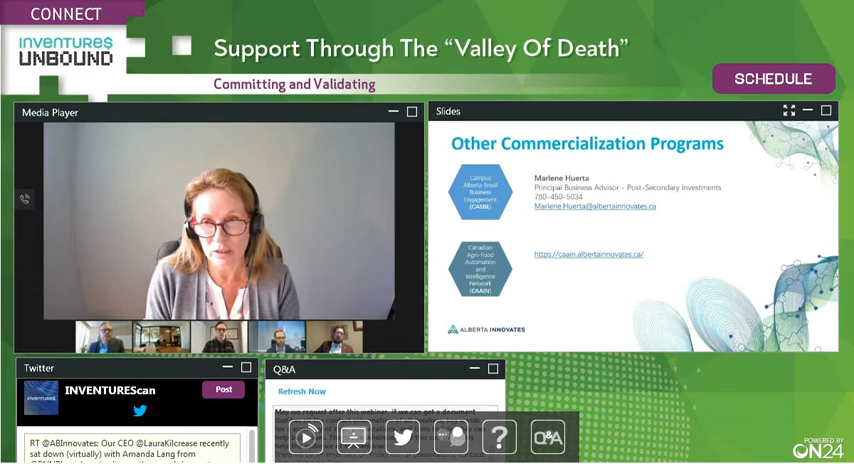 CONNECT
INVENTURE$
UNBOUND
Support Through The “Valley Of Death”
Committing and Validating
SCHEDULE
Media Player
Slides
Other Commercialization Programs
Campus
Alberta Small
Business
Engagement
(CASBE)
Marlene Huerta
Principal Business Advisor – Post-Secondary Investments
780-450-5034
Marlene.Huerta@albertainnovates.ca
Canadian
Agri-Food
Automation
and
Intelligence
Network
(CAAIN)
https://caain.albertainnovates.ca/
ALBERTA INNOVATES
Twitter
INVENTURES
INVENTUREScan
Post
RT @ABInnovates: Our CEO @LauraKilcrease recently
sat down (virtually) with Amanda Lang from
Q&A
Refresh Now
May we request after this webinar, if we can get a document
?
Q&A
POWERED BY
ON24